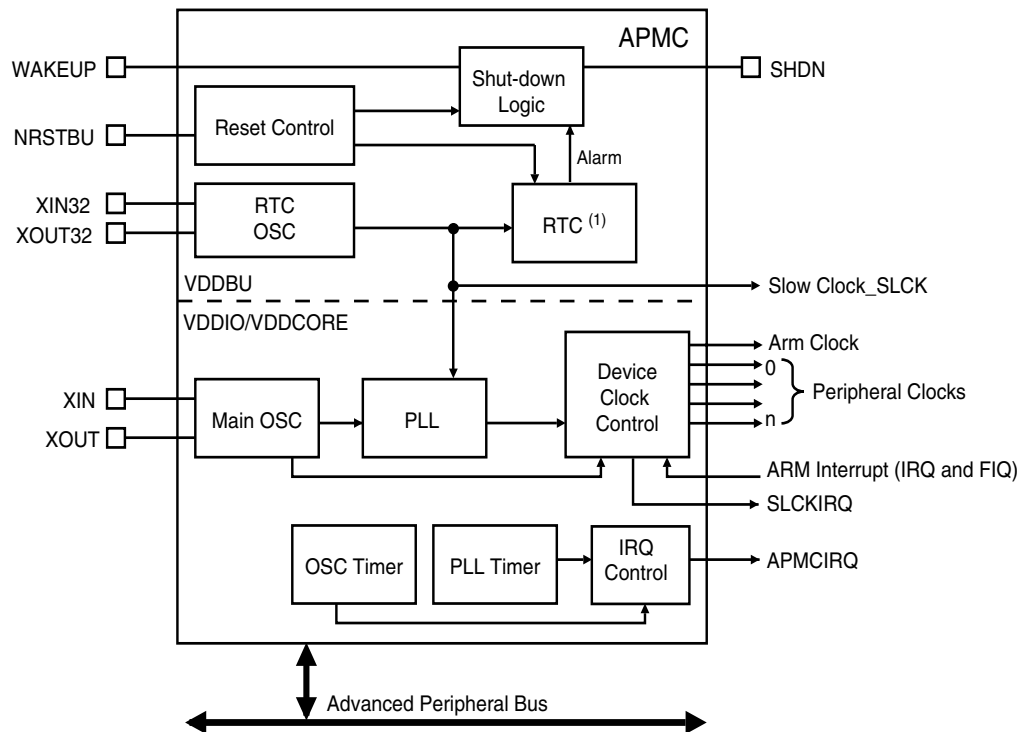 APMC
WAKEUP
Shut-down
Logic
SHDN
NRSTBU
Reset Control
Alarm
XIN32
XOUT32
RTC
OSC
RTC (1)
VDDBU
Slow Clock_SLCK
VDDIO/VDDCORE
Arm Clock
0
Peripheral Clocks
n
XIN
XOUT
Main OSC
PLL
Device
Clock
Control
ARM Interrupt (IRQ and FIQ)
SLCKIRQ
OSC Timer
PLL Timer
IRQ
Control
APMCIRQ
Advanced Peripheral Bus